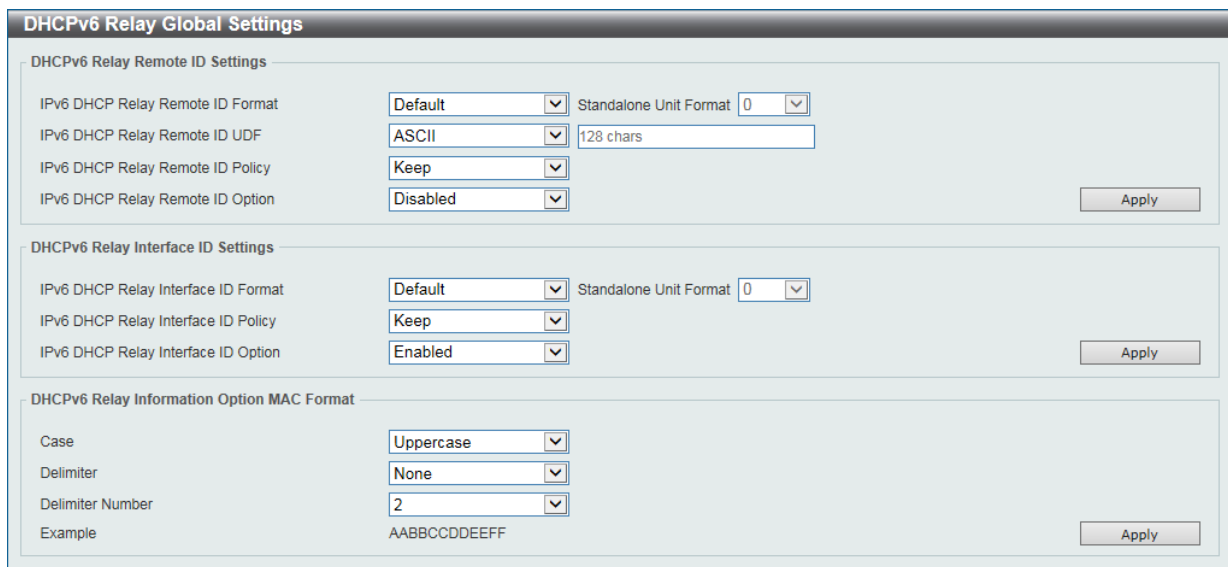 DHCPv6 Relay Global Settings
DHCPv6 Relay Remote ID Settings
IPv6 DHCP Relay Remote ID Format Default Standalone Unit Format 0
IPv6 DHCP Relay Remote ID UDF ASCII 128 chars
IPv6 DHCP Relay Remote ID Policy Keep
IPv6 DHCP Relay Remote ID Option Disabled Apply
DHCPv6 Relay Interface ID Settings
IPv6 DHCP Relay Interface ID Format Default Standalone Unit Format 0
IPv6 DHCP Relay Interface ID Policy Keep
IPv6 DHCP Relay Interface ID Option Enabled Apply
DHCPv6 Relay Information Option MAC Format
Case Uppercase
Delimiter None
Delimiter Number 2
Example AABBCCDDEEFF Apply